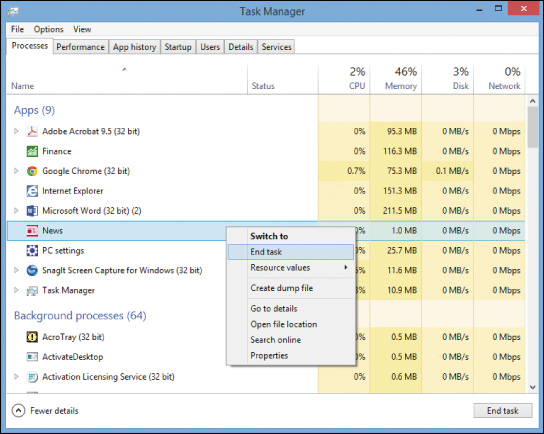 Task Manager
File Options View
Processes Performance App history Startup Users Details Services
2% 46% 3% 0%
Name Status CPU Memory Disk Network
Apps (9)
Adobe Acrobat 9.5 (32 bit) 0% 95.3 MB 0 MB/s 0 Mbps
Finance 0% 116.3 MB 0 MB/s 0 Mbps
Google Chrome (32 bit) 0.7% 75.3 MB 0.1 MB/s 0 Mbps
Internet Explorer 0% 151.3 MB 0 MB/s 0 Mbps
Microsoft Word (32 bit) (2) 0% 211.5 MB 0 MB/s 0 Mbps
News 1.0 MB 0 MB/s 0 Mbps
Switch to
PC settings 25.7 MB 0 MB/s 0 Mbps
End task
SnagIt Screen Capture for Windows (32 bit) 11.6 MB 0 MB/s 0 Mbps
Resource values
Task Manager 10.9 MB 0 MB/s 0 Mbps
Create dump file
Go to details
Background processes (64)
Open file location
AcroTray (32 bit) 0.5 MB 0 MB/s 0 Mbps
Search online
ActivateDesktop 0% 0.5 MB 0 MB/s 0 Mbps
Properties
Activation Licensing Service (32 bit) 0% 0.6 MB 0 MB/s 0 Mbps
Fewer details End task